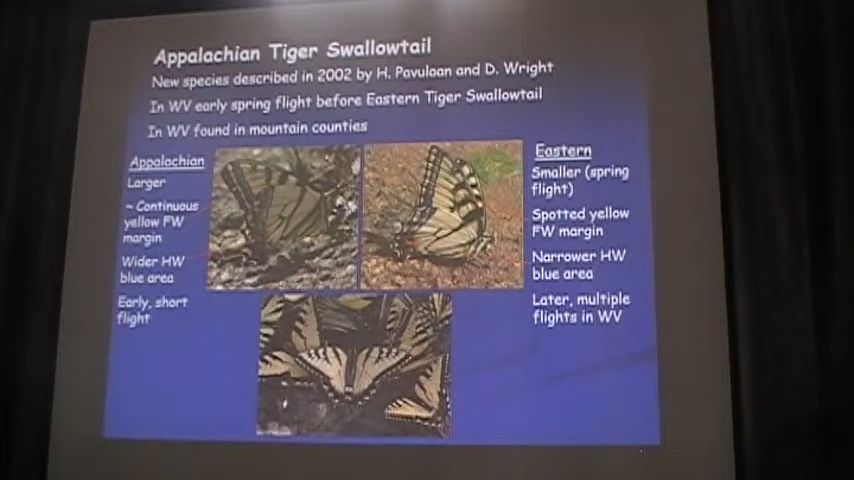 Appalachian Tiger Swallowtail
New species described in 2002 by H. Pavulaan and D. Wright
In WV early spring flight before Eastern Tiger Swallowtail
In WV found in mountain counties
Appalachian
Larger
~ Continuous
yellow FW
margin
Wider HW
blue area
Early, short
flight
Eastern
Smaller (spring
flight)
Spotted yellow
FW margin
Narrower HW
blue area
Later, multiple
flights in WV